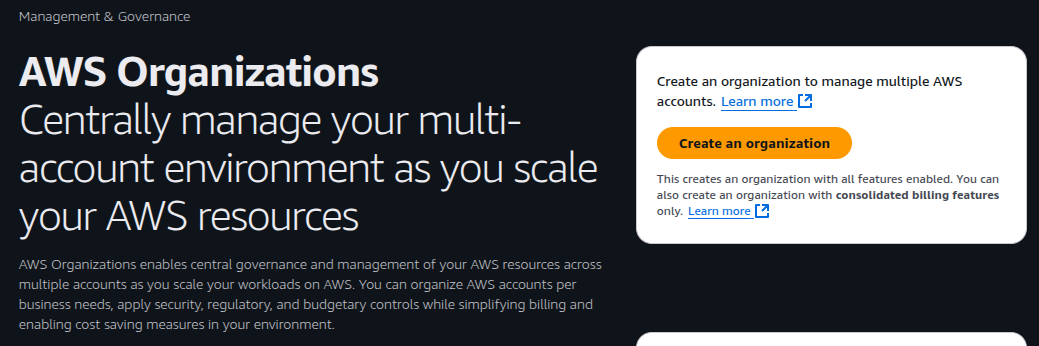 Management & Governance
AWS Organizations
Centrally manage your multi-
account environment as you scale
your AWS resources
AWS Organizations enables central governance and management of your AWS resources across
multiple accounts as you scale your workloads on AWS. You can organize AWS accounts per
business needs, apply security, regulatory, and budgetary controls while simplifying billing and
enabling cost saving measures in your environment.
Create an organization to manage multiple AWS
accounts. Learn more
Create an organization
This creates an organization with all features enabled. You can
also create an organization with consolidated billing features
only. Learn more